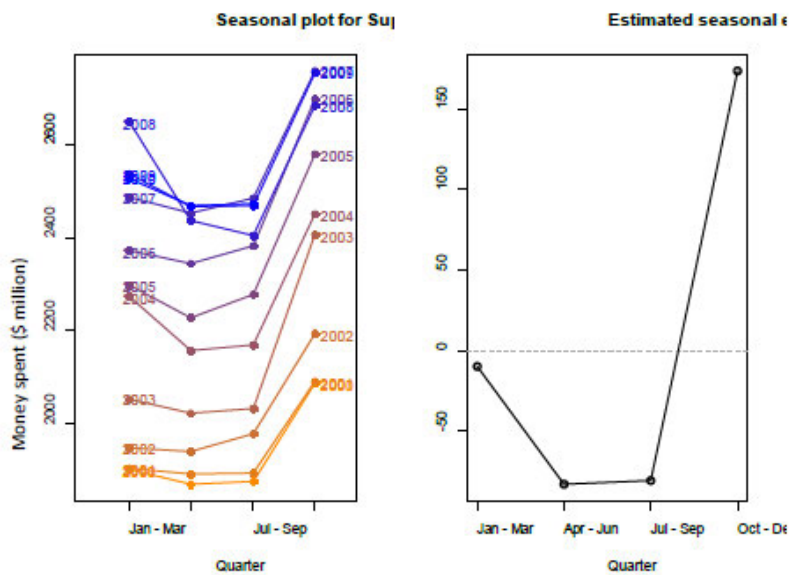 Seasonal plot for Sup
Estimated seasonal e
Money spent ($ million)
2600
2400
2200
2000
2008
2007
2006
2005
2004
2003
2002
2009
2006
2008
2005
2004
2003
2002
2001
Jan - Mar
Jul - Sep
Quarter
150
100
50
0
-50
Jan - Mar
Apr - Jun
Jul - Sep
Oct - De
Quarter